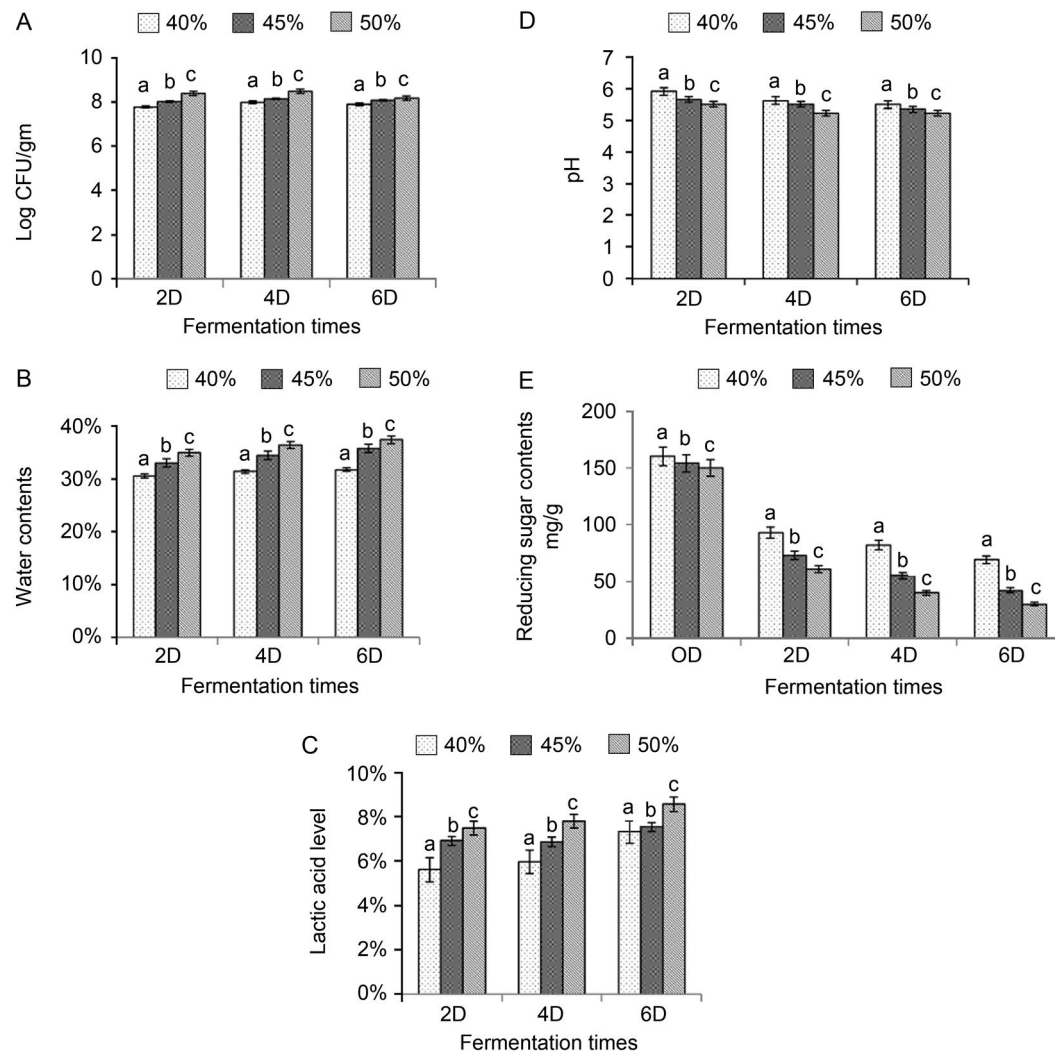 A
40% 45% 50%
Log CFU/gm
10
8
6
4
2
0
a b c a b c a b c
2D 4D 6D
Fermentation times
D
40% 45% 50%
pH
7
6
5
4
3
2
1
0
a b c a b c a b c
2D 4D 6D
Fermentation times
B
40% 45% 50%
Water contents
40%
30%
20%
10%
0%
a b c a b c a b c
2D 4D 6D
Fermentation times
E
40% 45% 50%
Reducing sugar contents
mg/g
200
150
100
50
0
a b c a b c a b c a b c
OD 2D 4D 6D
Fermentation times
C
40% 45% 50%
Lactic acid level
10%
8%
6%
4%
2%
0%
a b c a b c a b c
2D 4D 6D
Fermentation times